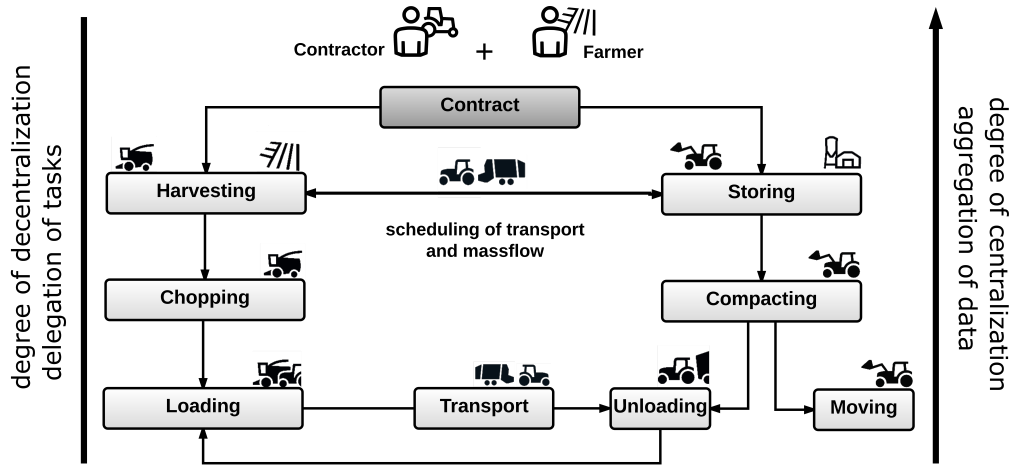 Contractor
+
Farmer
Contract
Harvesting
Storing
scheduling of transport
and massflow
Chopping
Compacting
Loading
Transport
Unloading
Moving
degree of decentralization
delegation of tasks
degree of centralization
aggregation of data